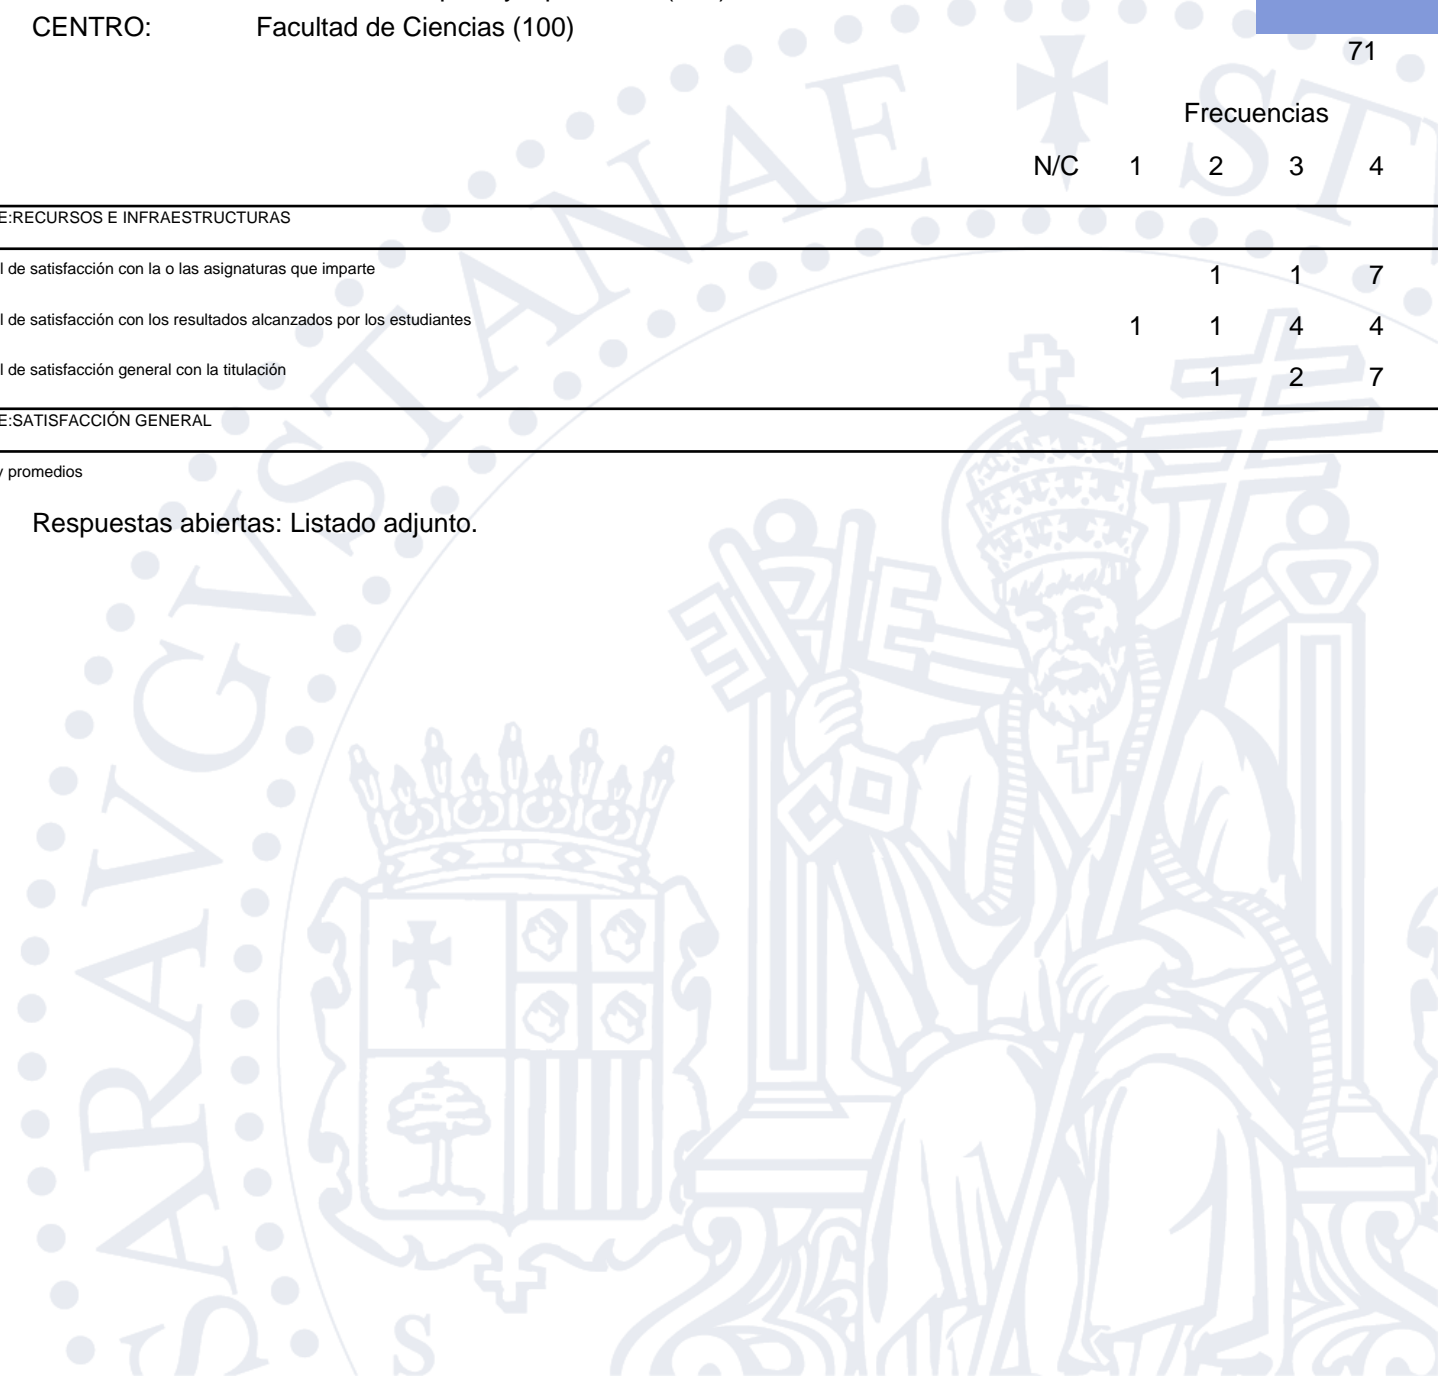 CENTRO: Facultad de Ciencias (100)
71
Frecuencias
N/C 1 2 3 4
E:RECURSOS E INFRAESTRUCTURAS
l de satisfacción con la o las asignaturas que imparte 1 1 7
l de satisfacción con los resultados alcanzados por los estudiantes 1 1 4 4
l de satisfacción general con la titulación 1 2 7
E:SATISFACCIÓN GENERAL
y promedios
Respuestas abiertas: Listado adjunto.
SARAVGVSTANAE ST
S